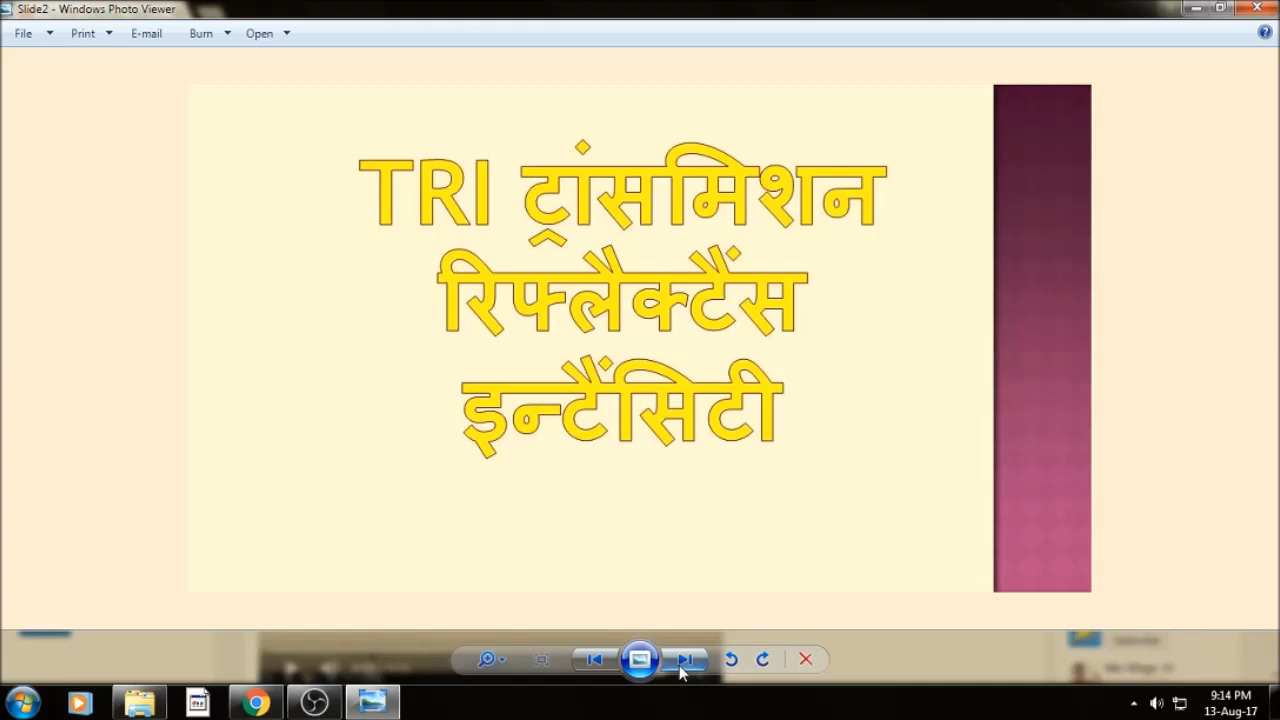 Slide2 - Windows Photo Viewer
File Print E-mail Burn Open
TRI ट्रांसमिशन
रिफ्लैक्टैंस
इन्टैंसिटी
9:14 PM
13-Aug-17